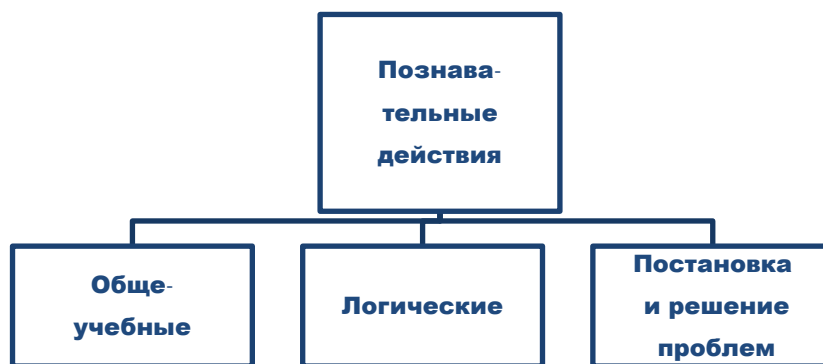 Познава-
тельные
действия
Обще-
учебные
Логические
Постановка
и решение
проблем